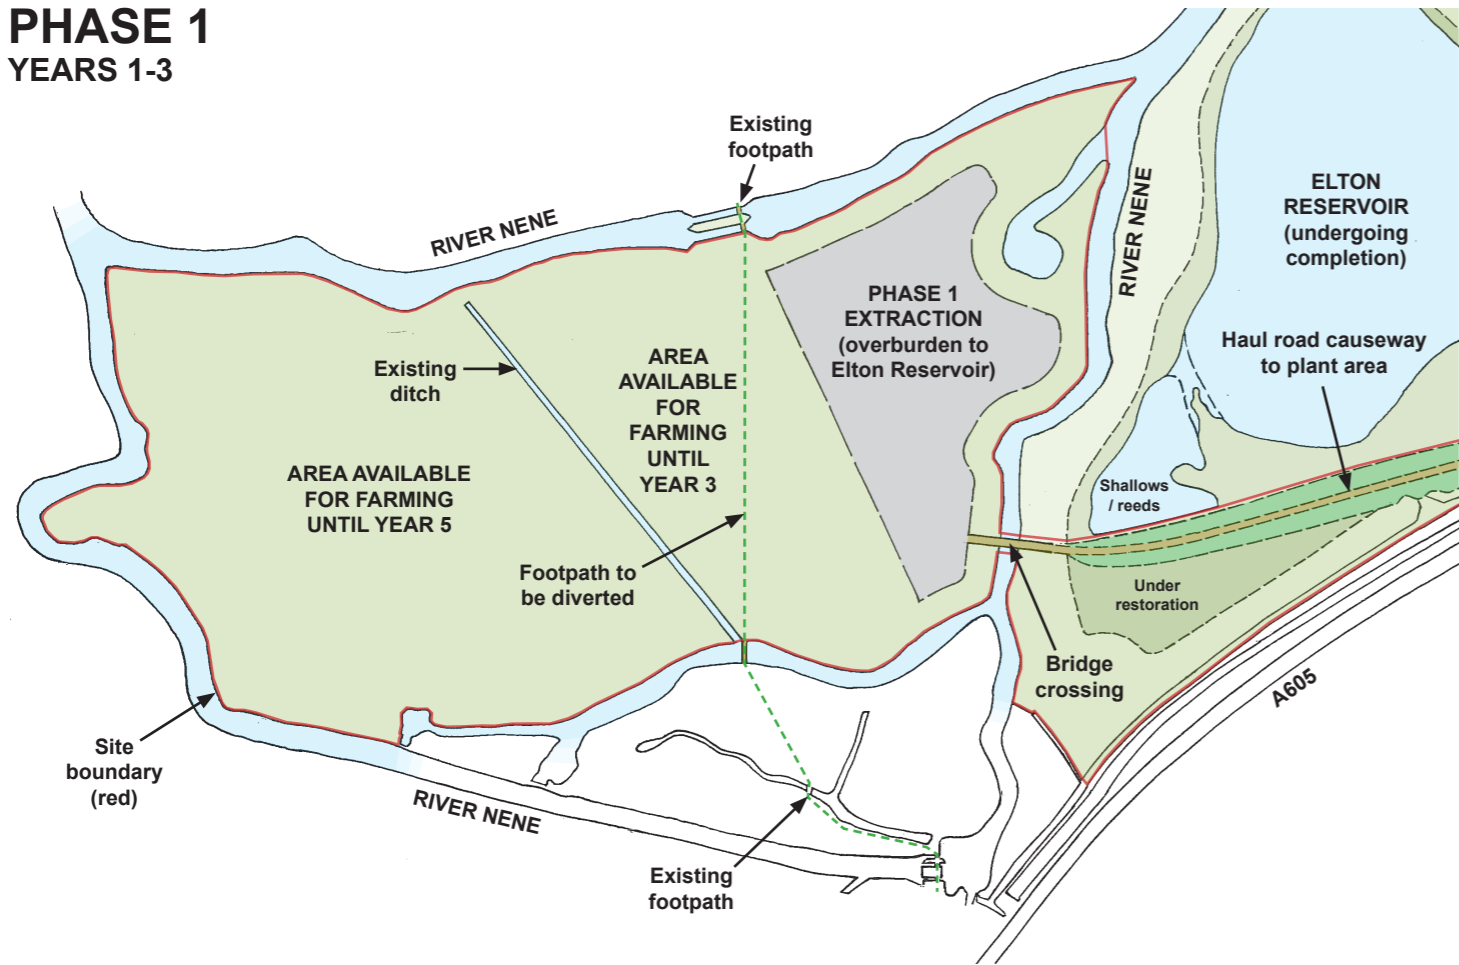 PHASE 1
YEARS 1-3
Existing
footpath
RIVER NENE
RIVER NENE
ELTON
RESERVOIR
(undergoing
completion)
PHASE 1
EXTRACTION
(overburden to
Elton Reservoir)
Haul road causeway
to plant area
Existing
ditch
AREA
AVAILABLE
FOR
FARMING
UNTIL
YEAR 3
AREA AVAILABLE
FOR FARMING
UNTIL YEAR 5
Shallows
/ reeds
Footpath to
be diverted
Under
restoration
Bridge
crossing
A605
Site
boundary
(red)
RIVER NENE
Existing
footpath